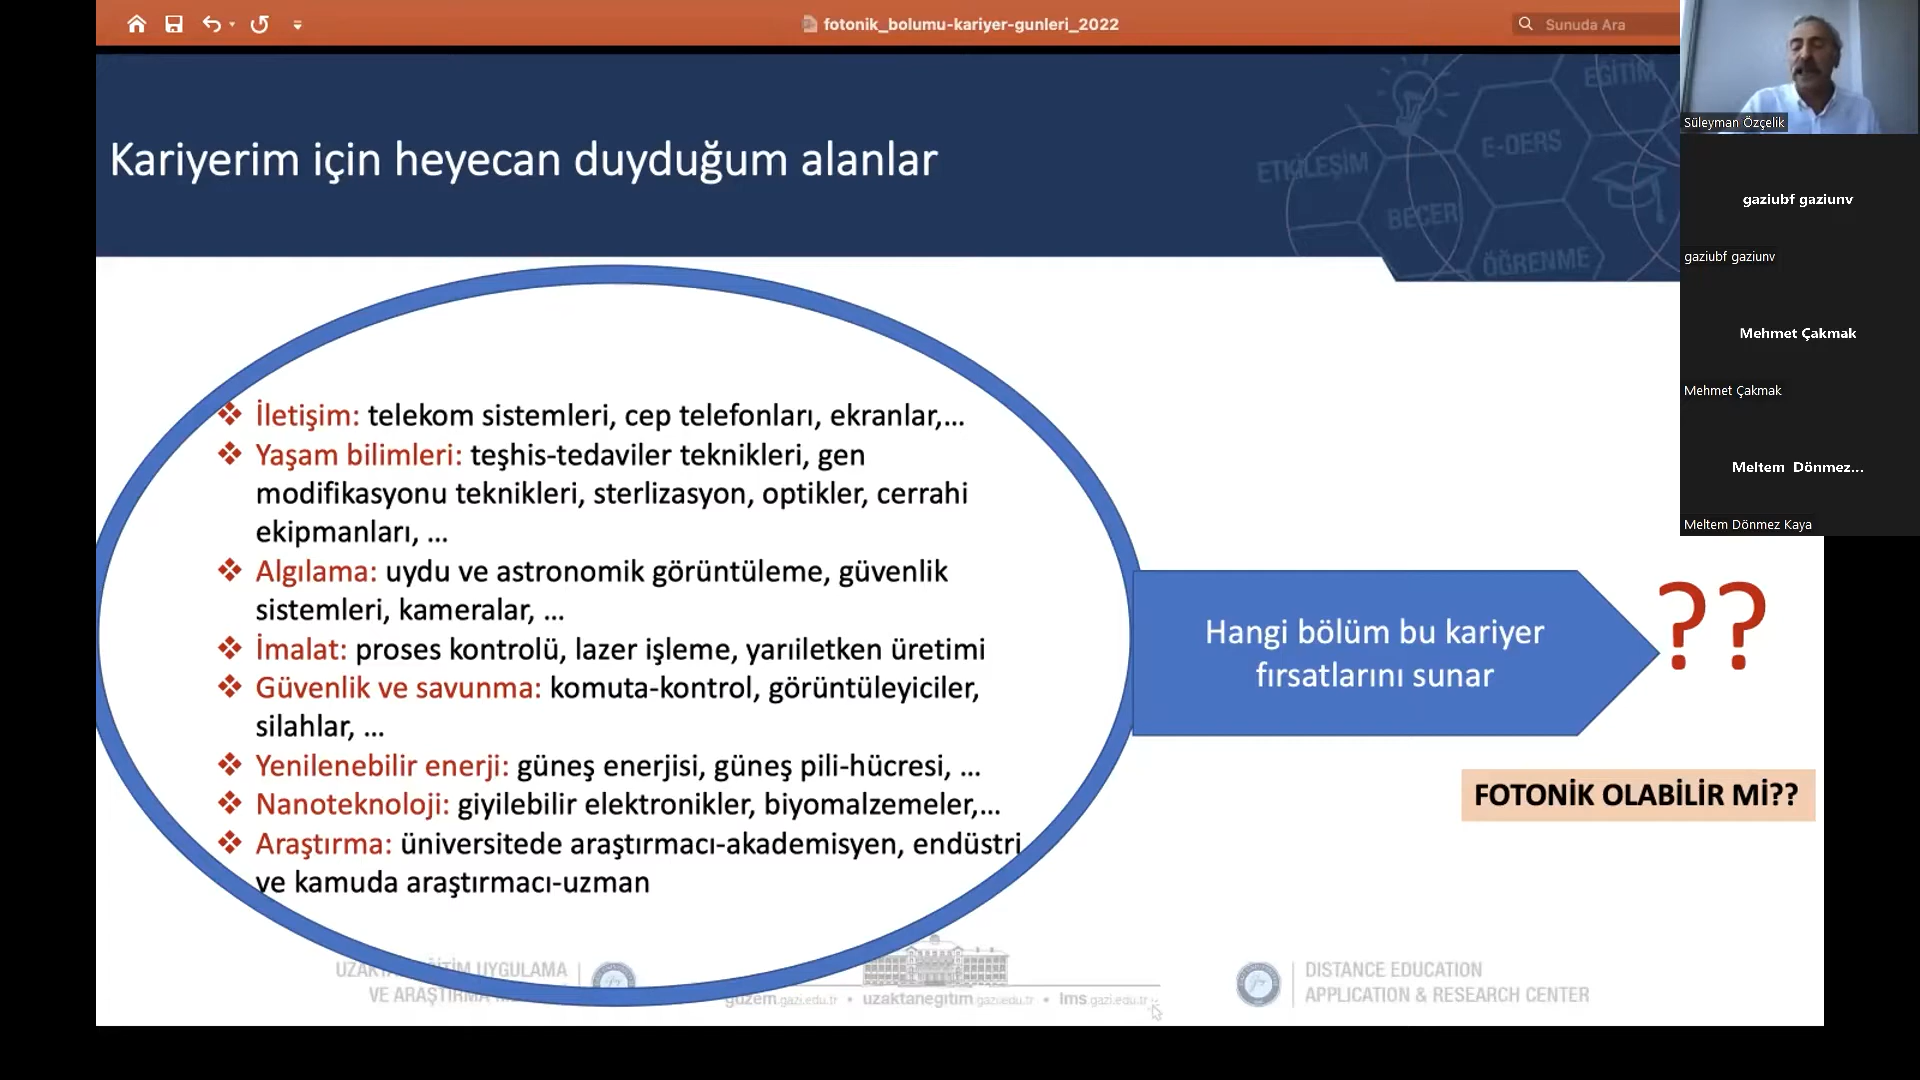 fotonik_bolumu-kariyer-gunleri_2022
Sunuda Ara
Kariyerim için heyecan duyduğum alanlar
EĞİTİM
E-DERS
ETKİLEŞİM
BECER
ÖĞRENME
❖ İletişim: telekom sistemleri, cep telefonları, ekranlar,...
❖ Yaşam bilimleri: teşhis-tedaviler teknikleri, gen
modifikasyonu teknikleri, sterlizasyon, optikler, cerrahi
ekipmanları, ...
❖ Algılama: uydu ve astronomik görüntüleme, güvenlik
sistemleri, kameralar, ...
❖ İmalat: proses kontrolü, lazer işleme, yarıiletken üretimi
❖ Güvenlik ve savunma: komuta-kontrol, görüntüleyiciler,
silahlar, ...
❖ Yenilenebilir enerji: güneş enerjisi, güneş pili-hücresi, ...
❖ Nanoteknoloji: giyilebilir elektronikler, biyomalzemeler,...
❖ Araştırma: üniversitede araştırmacı-akademisyen, endüstri
ve kamuda araştırmacı-uzman
Hangi bölüm bu kariyer
fırsatlarını sunar
??
FOTONİK OLABİLİR Mİ??
UYGULAMA
VE ARAŞTIRMA
guzem.gazi.edu.tr • uzaktanegitim.gazi.edu.tr • lms.gazi.edu.tr
DISTANCE EDUCATION
APPLICATION & RESEARCH CENTER
Süleyman Özçelik
gaziubf gaziunv
gaziubf gaziunv
Mehmet Çakmak
Mehmet Çakmak
Meltem Dönmez...
Meltem Dönmez Kaya